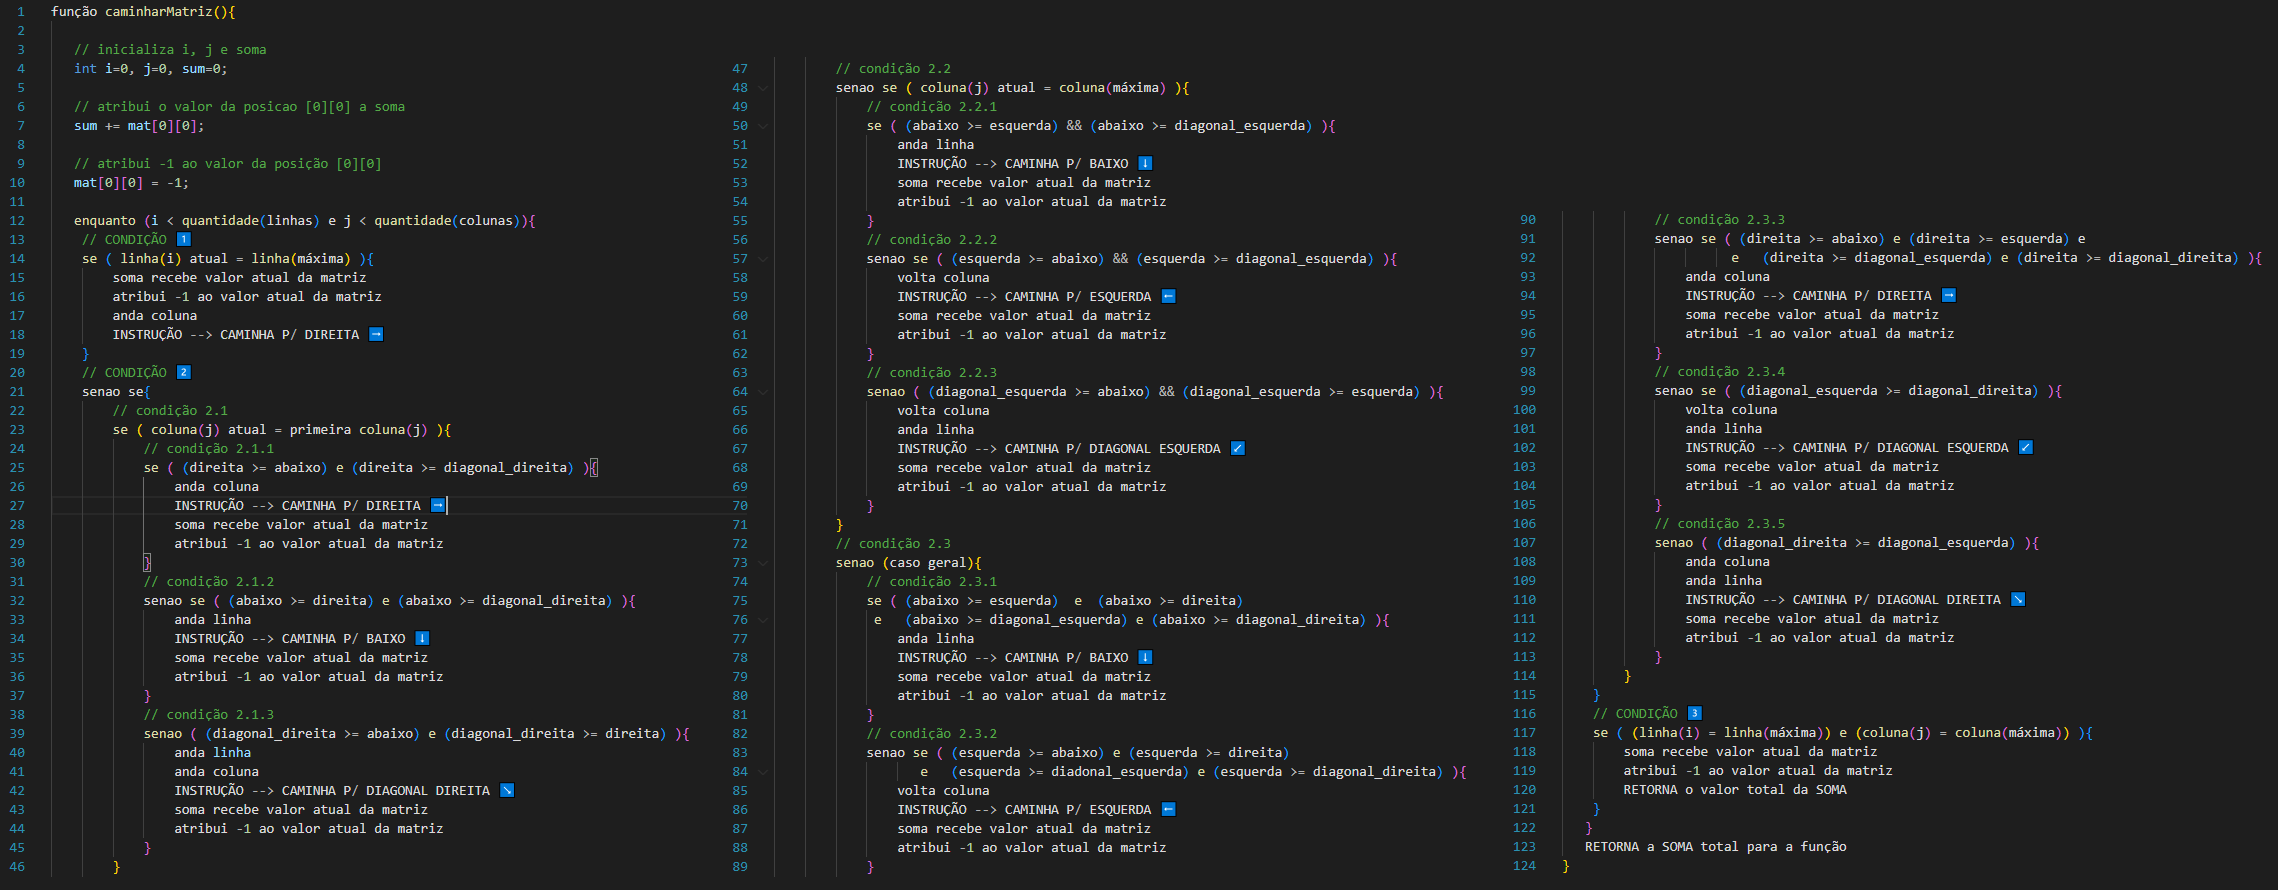 1 função caminharMatriz(){
2
3 // inicializa i, j e soma
4 int i=0, j=0, sum=0;
5
6 // atribui o valor da posicao [0][0] a soma
7 sum += mat[0][0];
8
9 // atribui -1 ao valor da posição [0][0]
10 mat[0][0] = -1;
11
12 enquanto (i < quantidade(linhas) e j < quantidade(colunas)){
13 // CONDIÇÃO 1️⃣
14 se ( linha(i) atual = linha(máxima) ){
15 soma recebe valor atual da matriz
16 atribui -1 ao valor atual da matriz
17 anda coluna
18 INSTRUÇÃO --> CAMINHA P/ DIREITA ➡️
19 }
20 // CONDIÇÃO 2️⃣
21 senao se{
22 // condição 2.1
23 se ( coluna(j) atual = primeira coluna(j) ){
24 // condição 2.1.1
25 se ( (direita >= abaixo) e (direita >= diagonal_direita) ){
26 anda coluna
27 INSTRUÇÃO --> CAMINHA P/ DIREITA ➡️
28 soma recebe valor atual da matriz
29 atribui -1 ao valor atual da matriz
30 }
31 // condição 2.1.2
32 senao se ( (abaixo >= direita) e (abaixo >= diagonal_direita) ){
33 anda linha
34 INSTRUÇÃO --> CAMINHA P/ BAIXO ⬇️
35 soma recebe valor atual da matriz
36 atribui -1 ao valor atual da matriz
37 }
38 // condição 2.1.3
39 senao ( (diagonal_direita >= abaixo) e (diagonal_direita >= direita) ){
40 anda linha
41 anda coluna
42 INSTRUÇÃO --> CAMINHA P/ DIAGONAL DIREITA ↘️
43 soma recebe valor atual da matriz
44 atribui -1 ao valor atual da matriz
45 }
46 }
47 // condição 2.2
48 senao se ( coluna(j) atual = coluna(máxima) ){
49 // condição 2.2.1
50 se ( (abaixo >= esquerda) && (abaixo >= diagonal_esquerda) ){
51 anda linha
52 INSTRUÇÃO --> CAMINHA P/ BAIXO ⬇️
53 soma recebe valor atual da matriz
54 atribui -1 ao valor atual da matriz
55 }
56 // condição 2.2.2
57 senao se ( (esquerda >= abaixo) && (esquerda >= diagonal_esquerda) ){
58 volta coluna
59 INSTRUÇÃO --> CAMINHA P/ ESQUERDA ⬅️
60 soma recebe valor atual da matriz
61 atribui -1 ao valor atual da matriz
62 }
63 // condição 2.2.3
64 senao ( (diagonal_esquerda >= abaixo) && (diagonal_esquerda >= esquerda) ){
65 volta coluna
66 anda linha
67 INSTRUÇÃO --> CAMINHA P/ DIAGONAL ESQUERDA ↙️
68 soma recebe valor atual da matriz
69 atribui -1 ao valor atual da matriz
70 }
71 }
72 // condição 2.3
73 senao (caso geral){
74 // condição 2.3.1
75 se ( (abaixo >= esquerda) e (abaixo >= direita)
76 e (abaixo >= diagonal_esquerda) e (abaixo >= diagonal_direita) ){
77 anda linha
78 INSTRUÇÃO --> CAMINHA P/ BAIXO ⬇️
79 soma recebe valor atual da matriz
80 atribui -1 ao valor atual da matriz
81 }
82 // condição 2.3.2
83 senao se ( (esquerda >= abaixo) e (esquerda >= direita)
84 e (esquerda >= diadonal_esquerda) e (esquerda >= diagonal_direita) ){
85 volta coluna
86 INSTRUÇÃO --> CAMINHA P/ ESQUERDA ⬅️
87 soma recebe valor atual da matriz
88 atribui -1 ao valor atual da matriz
89 }
90 // condição 2.3.3
91 senao se ( (direita >= abaixo) e (direita >= esquerda) e
92 e (direita >= diagonal_esquerda) e (direita >= diagonal_direita) ){
93 anda coluna
94 INSTRUÇÃO --> CAMINHA P/ DIREITA ➡️
95 soma recebe valor atual da matriz
96 atribui -1 ao valor atual da matriz
97 }
98 // condição 2.3.4
99 senao se ( (diagonal_esquerda >= diagonal_direita) ){
100 volta coluna
101 anda linha
102 INSTRUÇÃO --> CAMINHA P/ DIAGONAL ESQUERDA ↙️
103 soma recebe valor atual da matriz
104 atribui -1 ao valor atual da matriz
105 }
106 // condição 2.3.5
107 senao ( (diagonal_direita >= diagonal_esquerda) ){
108 anda coluna
109 anda linha
110 INSTRUÇÃO --> CAMINHA P/ DIAGONAL DIREITA ↘️
111 soma recebe valor atual da matriz
112 atribui -1 ao valor atual da matriz
113 }
114 }
115 }
116 // CONDIÇÃO 3️⃣
117 se ( (linha(i) = linha(máxima)) e (coluna(j) = coluna(máxima)) ){
118 soma recebe valor atual da matriz
119 atribui -1 ao valor atual da matriz
120 RETORNA o valor total da SOMA
121 }
122 }
123 RETORNA a SOMA total para a função
124 }